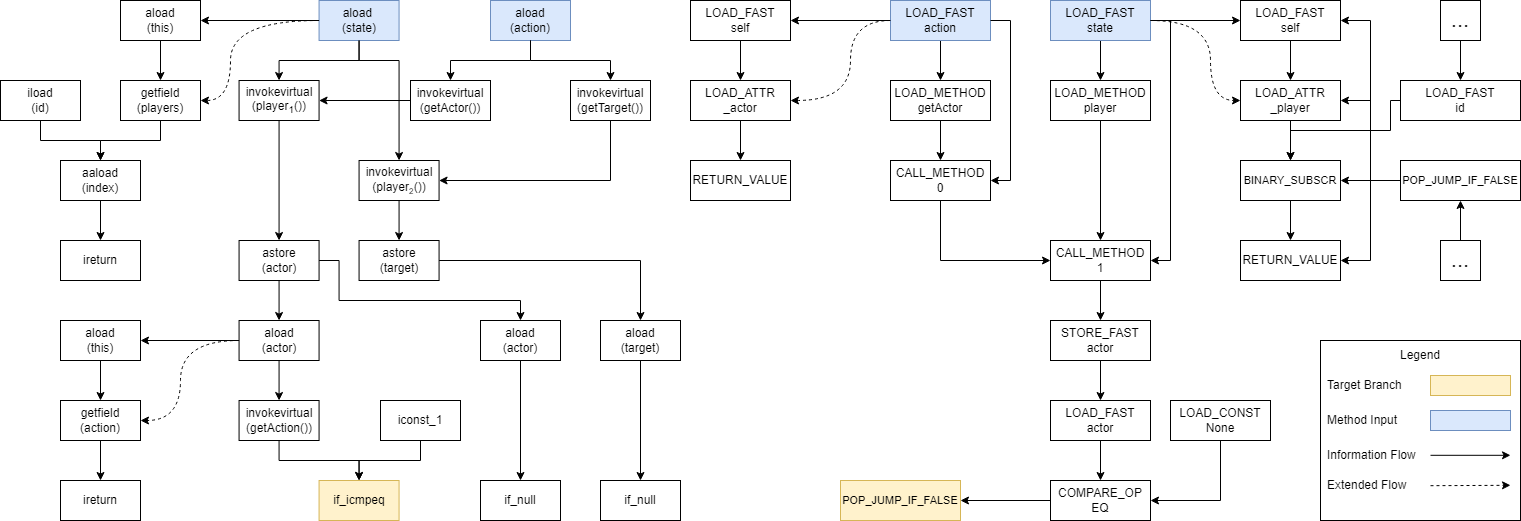 aload
(this)
aload
(state)
aload
(action)
iload
(id)
getfield
(players)
invokevirtual
(player1())
invokevirtual
(getActor())
invokevirtual
(getTarget())
aaload
(index)
invokevirtual
(player2())
ireturn
astore
(actor)
astore
(target)
aload
(this)
aload
(actor)
aload
(actor)
aload
(target)
getfield
(action)
invokevirtual
(getAction())
iconst_1
ireturn
if_icmpeq
if_null
if_null
LOAD_FAST
self
LOAD_FAST
action
LOAD_FAST
state
LOAD_FAST
self
...
LOAD_ATTR
_actor
LOAD_METHOD
getActor
LOAD_METHOD
player
LOAD_ATTR
_player
LOAD_FAST
id
RETURN_VALUE
CALL_METHOD
0
BINARY_SUBSCR
POP_JUMP_IF_FALSE
CALL_METHOD
1
RETURN_VALUE
...
STORE_FAST
actor
LOAD_FAST
actor
LOAD_CONST
None
POP_JUMP_IF_FALSE
COMPARE_OP
EQ
Legend
Target Branch
Method Input
Information Flow
Extended Flow